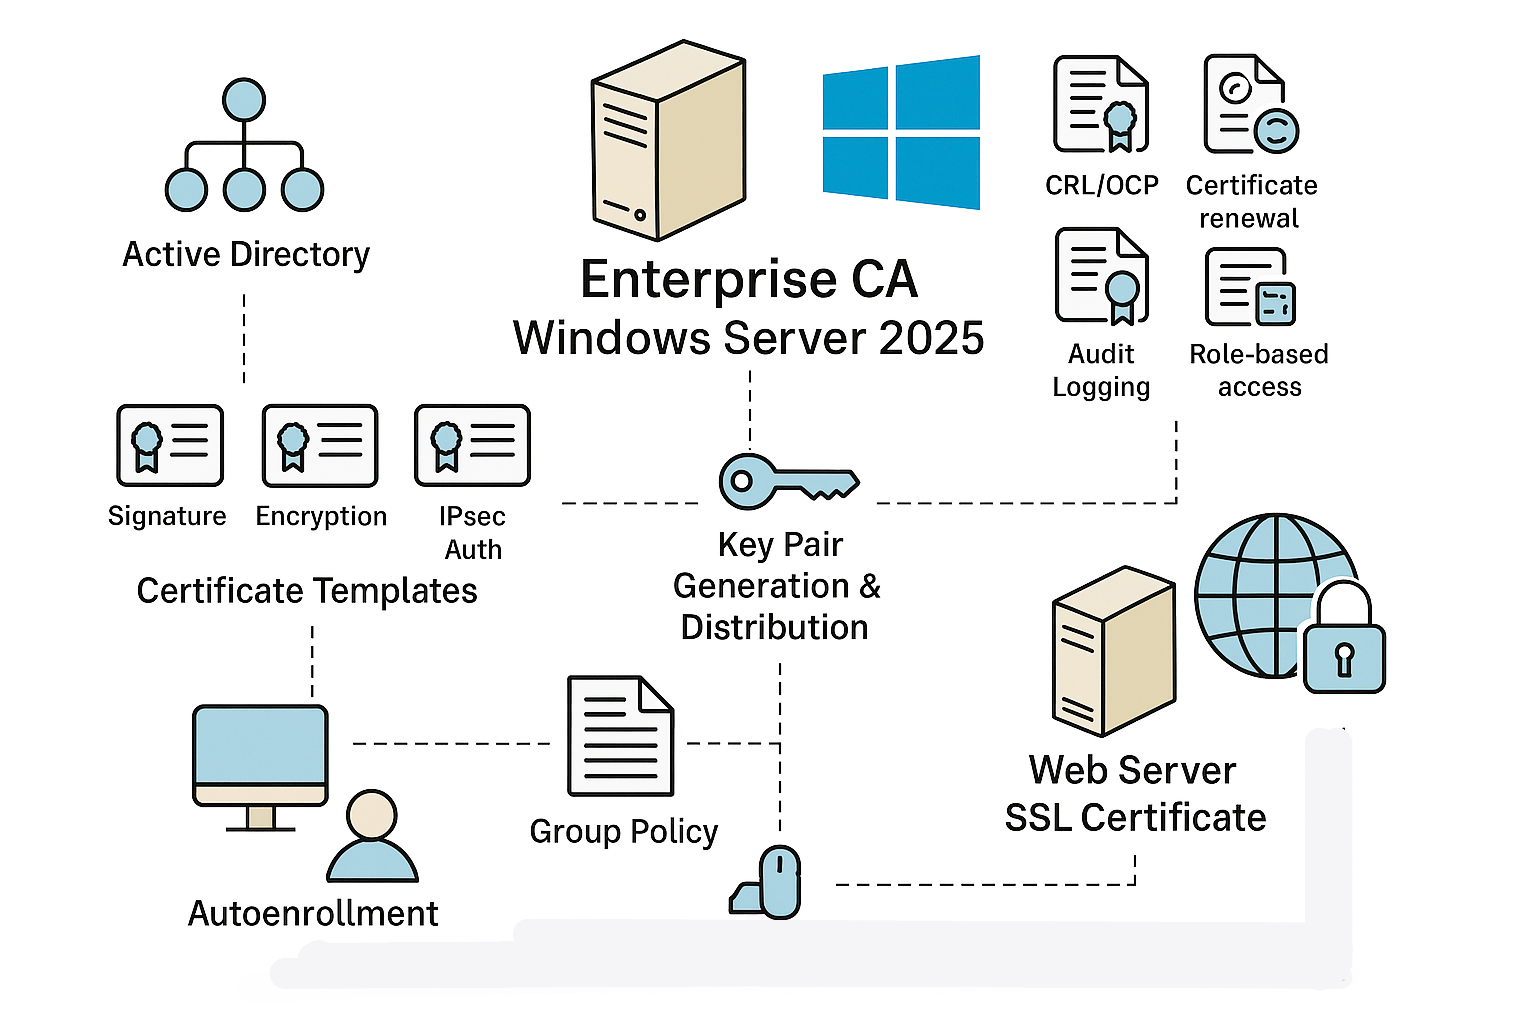 Active Directory
Enterprise CA
Windows Server 2025
CRL/OCP
Certificate
renewal
Audit
Logging
Role-based
access
Signature
Encryption
IPsec
Auth
Certificate Templates
Key Pair
Generation &
Distribution
Web Server
SSL Certificate
Group Policy
Autoenrollment